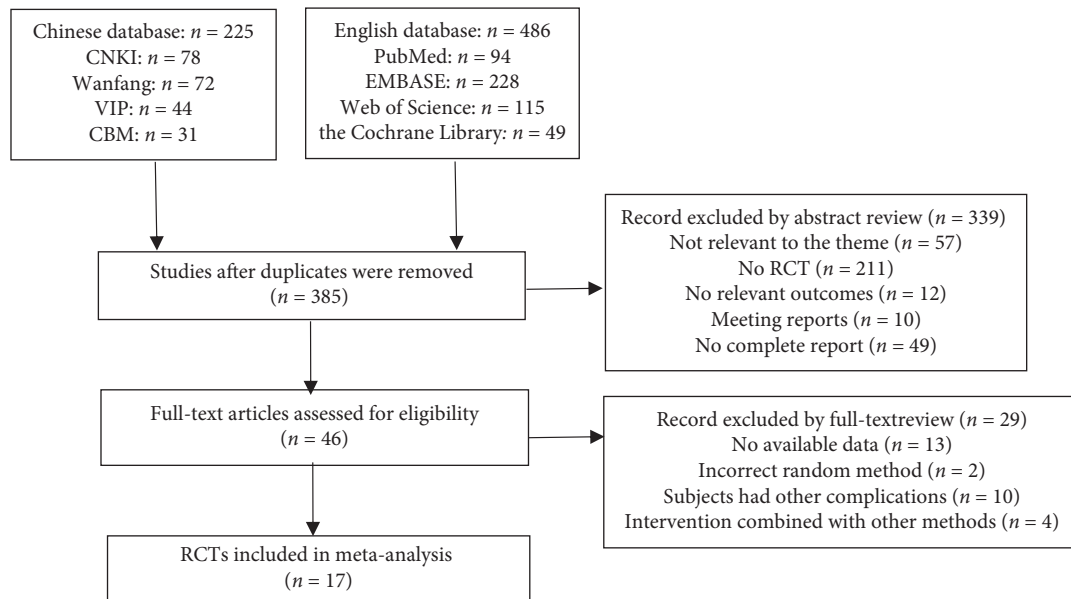 Chinese database: n = 225
CNKI: n = 78
Wanfang: n = 72
VIP: n = 44
CBM: n = 31
English database: n = 486
PubMed: n = 94
EMBASE: n = 228
Web of Science: n = 115
the Cochrane Library: n = 49
Studies after duplicates were removed
(n = 385)
Record excluded by abstract review (n = 339)
Not relevant to the theme (n = 57)
No RCT (n = 211)
No relevant outcomes (n = 12)
Meeting reports (n = 10)
No complete report (n = 49)
Full-text articles assessed for eligibility
(n = 46)
Record excluded by full-textreview (n = 29)
No available data (n = 13)
Incorrect random method (n = 2)
Subjects had other complications (n = 10)
Intervention combined with other methods (n = 4)
RCTs included in meta-analysis
(n = 17)